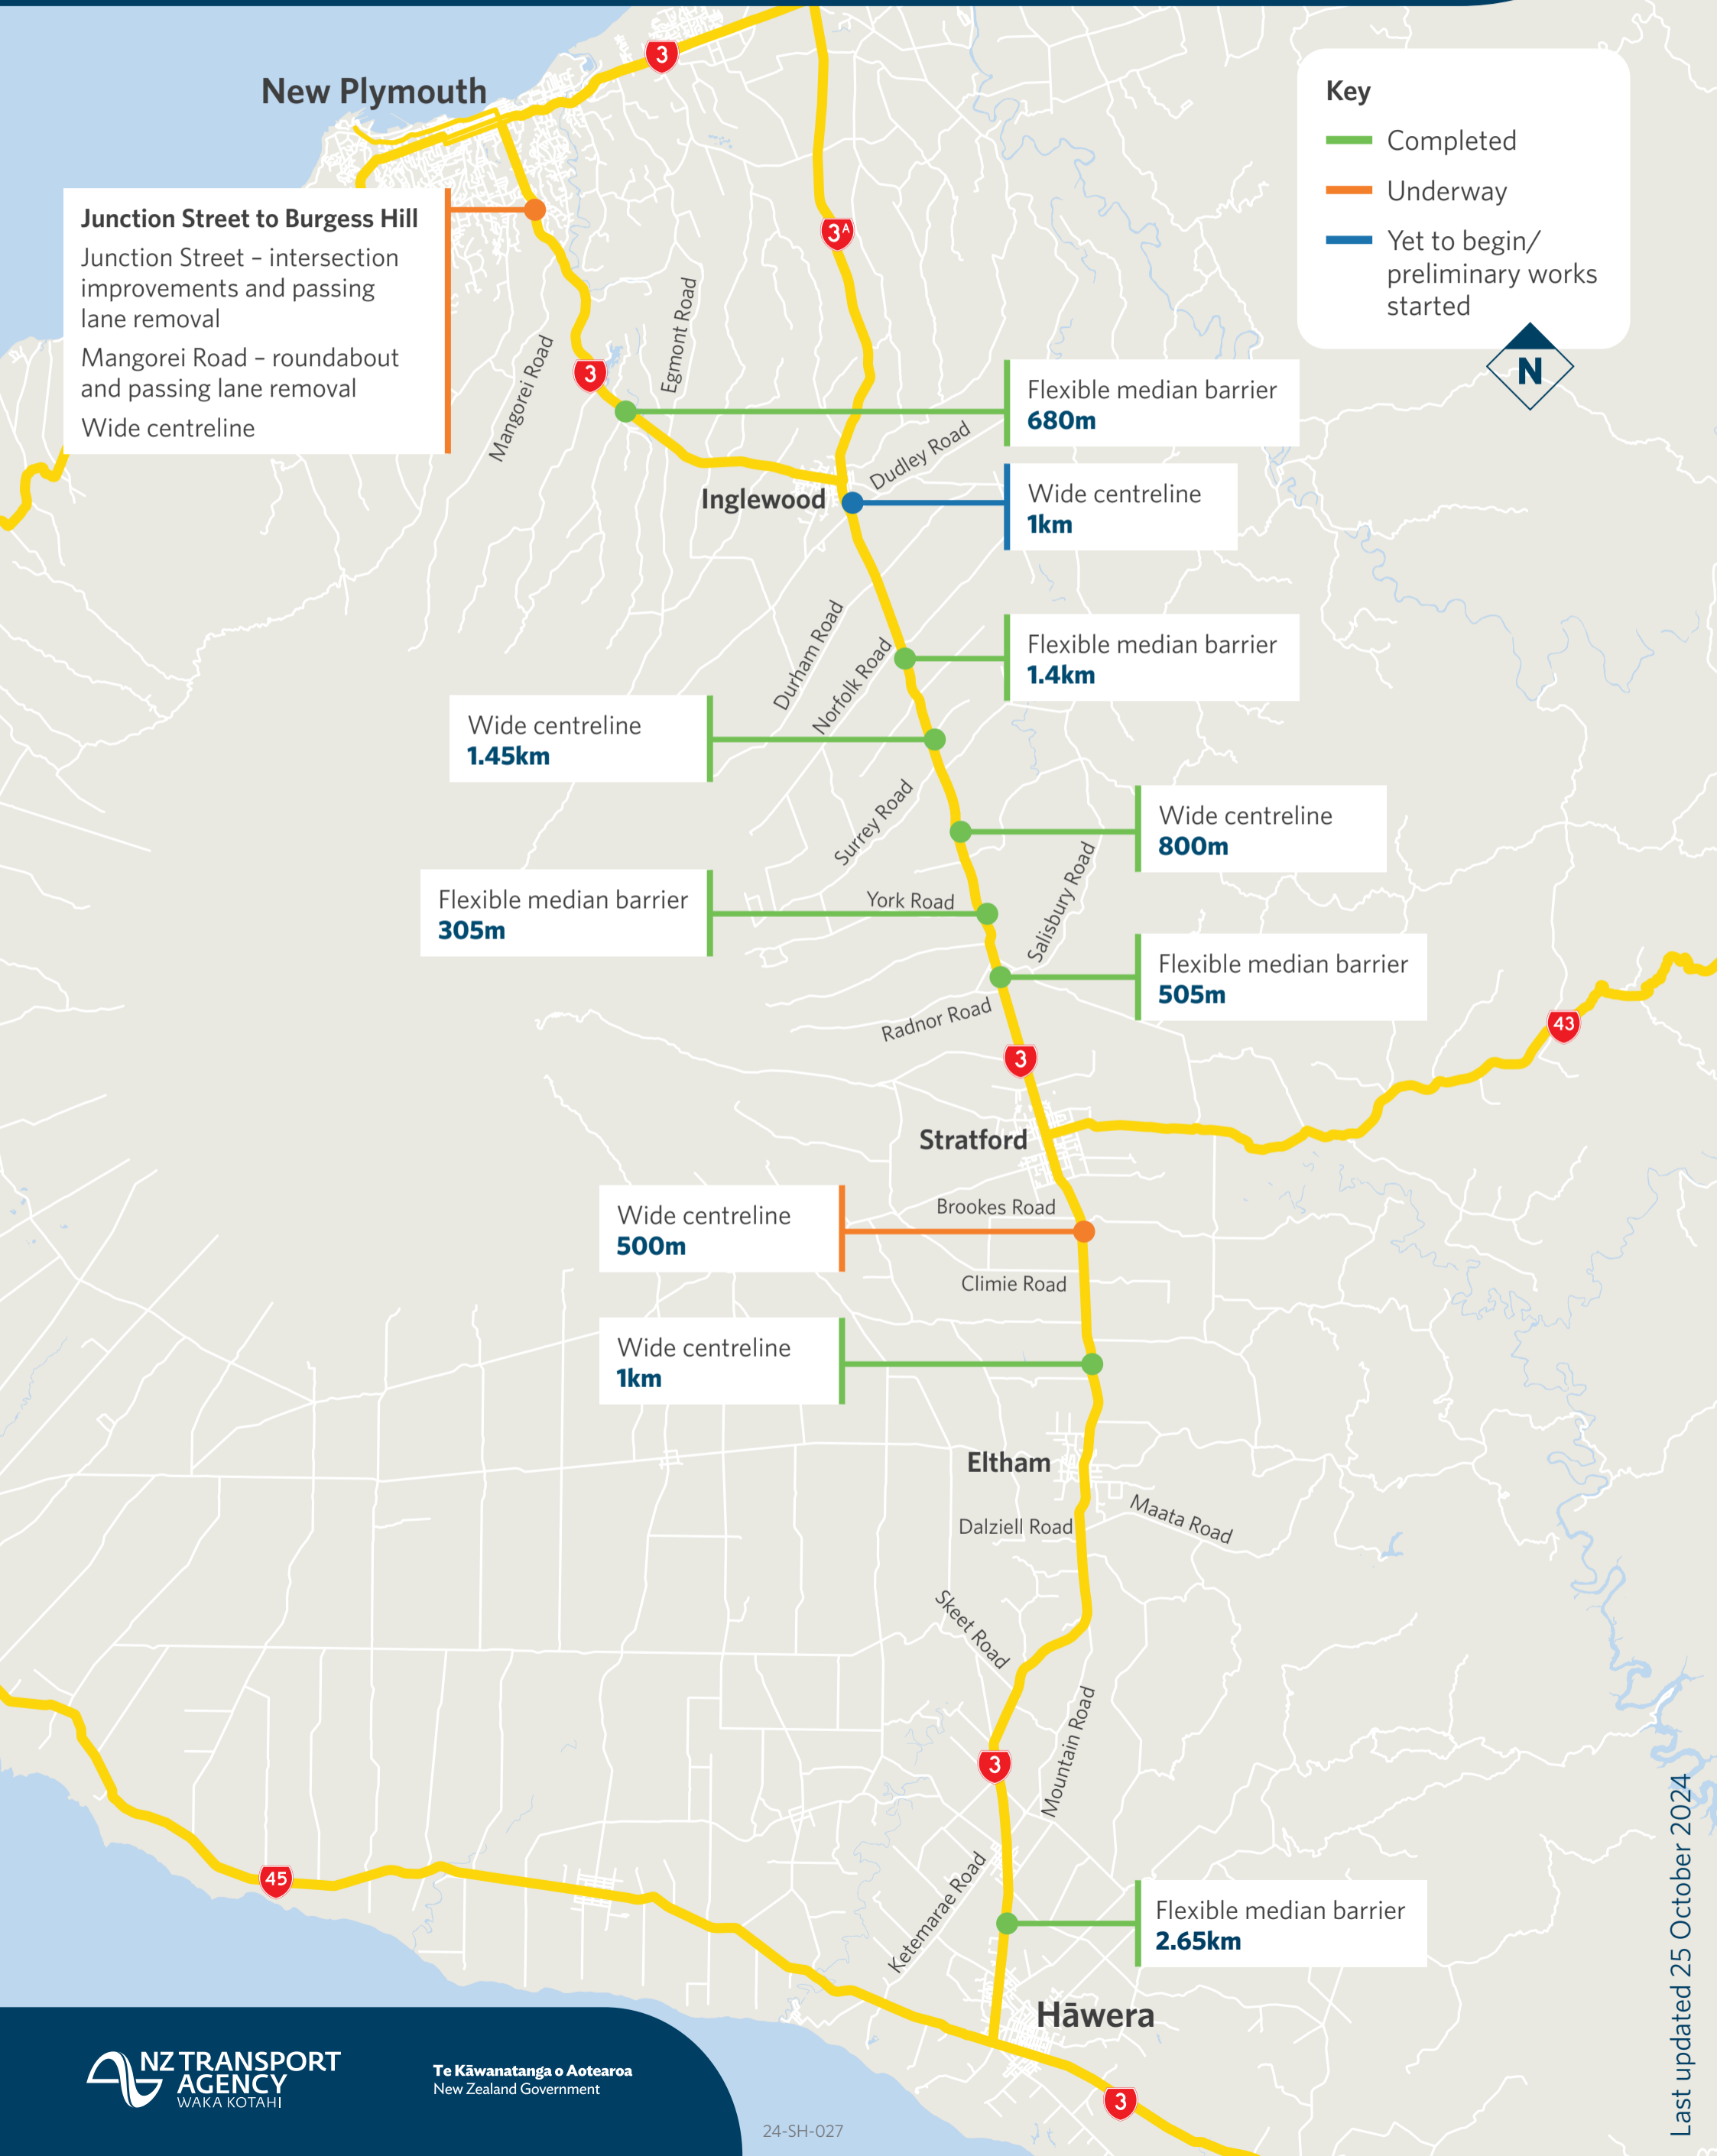 3
New Plymouth
Key
Completed
Underway
Yet to begin/
preliminary works
started
N
Junction Street to Burgess Hill
Junction Street – intersection
improvements and passing
lane removal
Mangorei Road – roundabout
and passing lane removal
Wide centreline
3A
Egmont Road
Mangorei Road
3
Flexible median barrier
680m
Dudley Road
Inglewood
Wide centreline
1km
Durham Road
Norfolk Road
Flexible median barrier
1.4km
Wide centreline
1.45km
Surrey Road
Wide centreline
800m
Salisbury Road
Flexible median barrier
305m
York Road
Flexible median barrier
505m
Radnor Road
43
3
Stratford
Brookes Road
Wide centreline
500m
Climie Road
Wide centreline
1km
Eltham
Maata Road
Dalziell Road
Skeet Road
Mountain Road
3
45
Ketemarae Road
Flexible median barrier
2.65km
Hāwera
3
Last updated 25 October 2024
NZ TRANSPORT
AGENCY
WAKA KOTAHI
Te Kāwanatanga o Aotearoa
New Zealand Government
24-SH-027